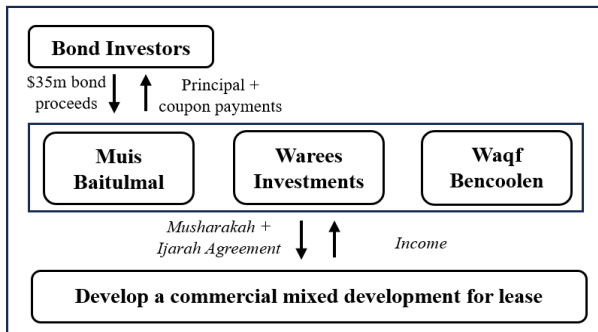 Bond Investors
$35m bond
proceeds
Principal +
coupon payments
Muis
Baitulmal
Warees
Investments
Waqf
Bencoolen
Musharakah +
Ijarah Agreement
Income
Develop a commercial mixed development for lease